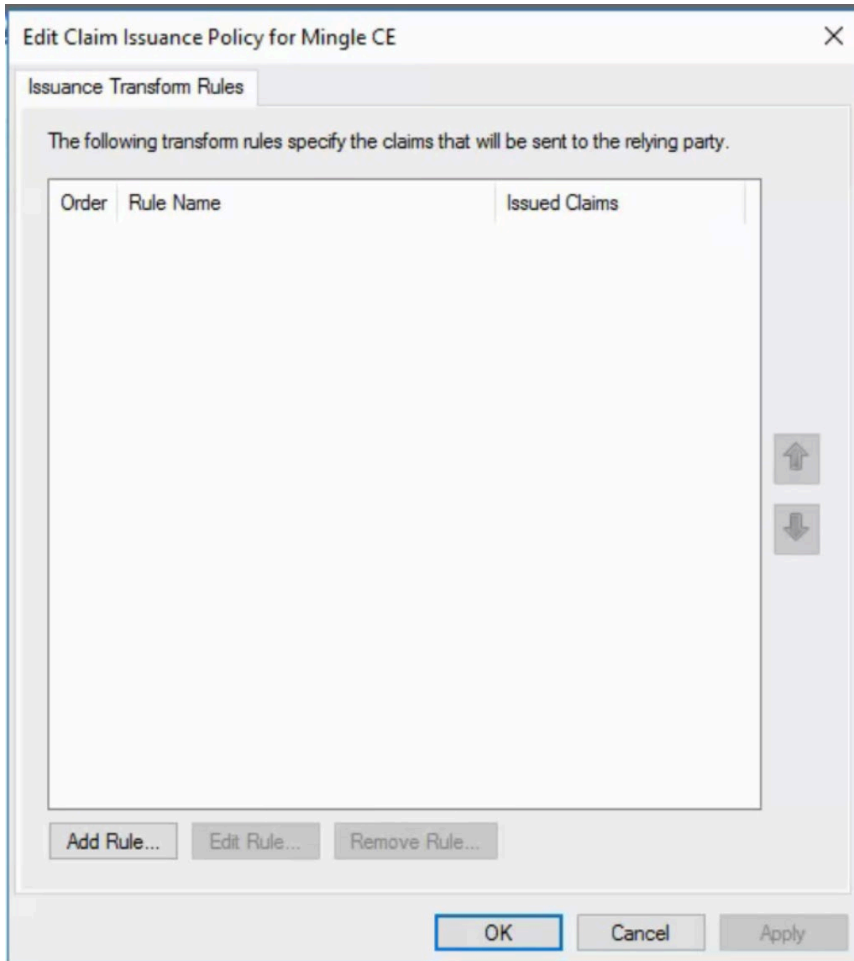 Edit Claim Issuance Policy for Mingle CE
Issuance Transform Rules
The following transform rules specify the claims that will be sent to the relying party.
Order Rule Name Issued Claims
Add Rule... Edit Rule... Remove Rule...
OK Cancel Apply